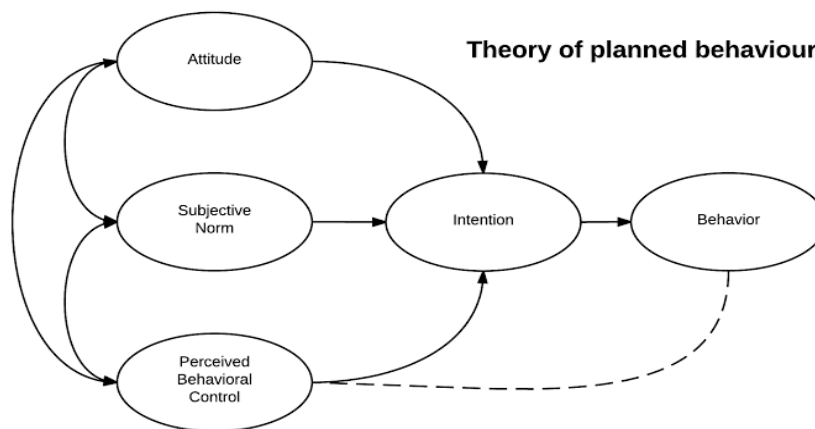 Theory of planned behaviour
Attitude
Subjective
Norm
Intention
Behavior
Perceived
Behavioral
Control